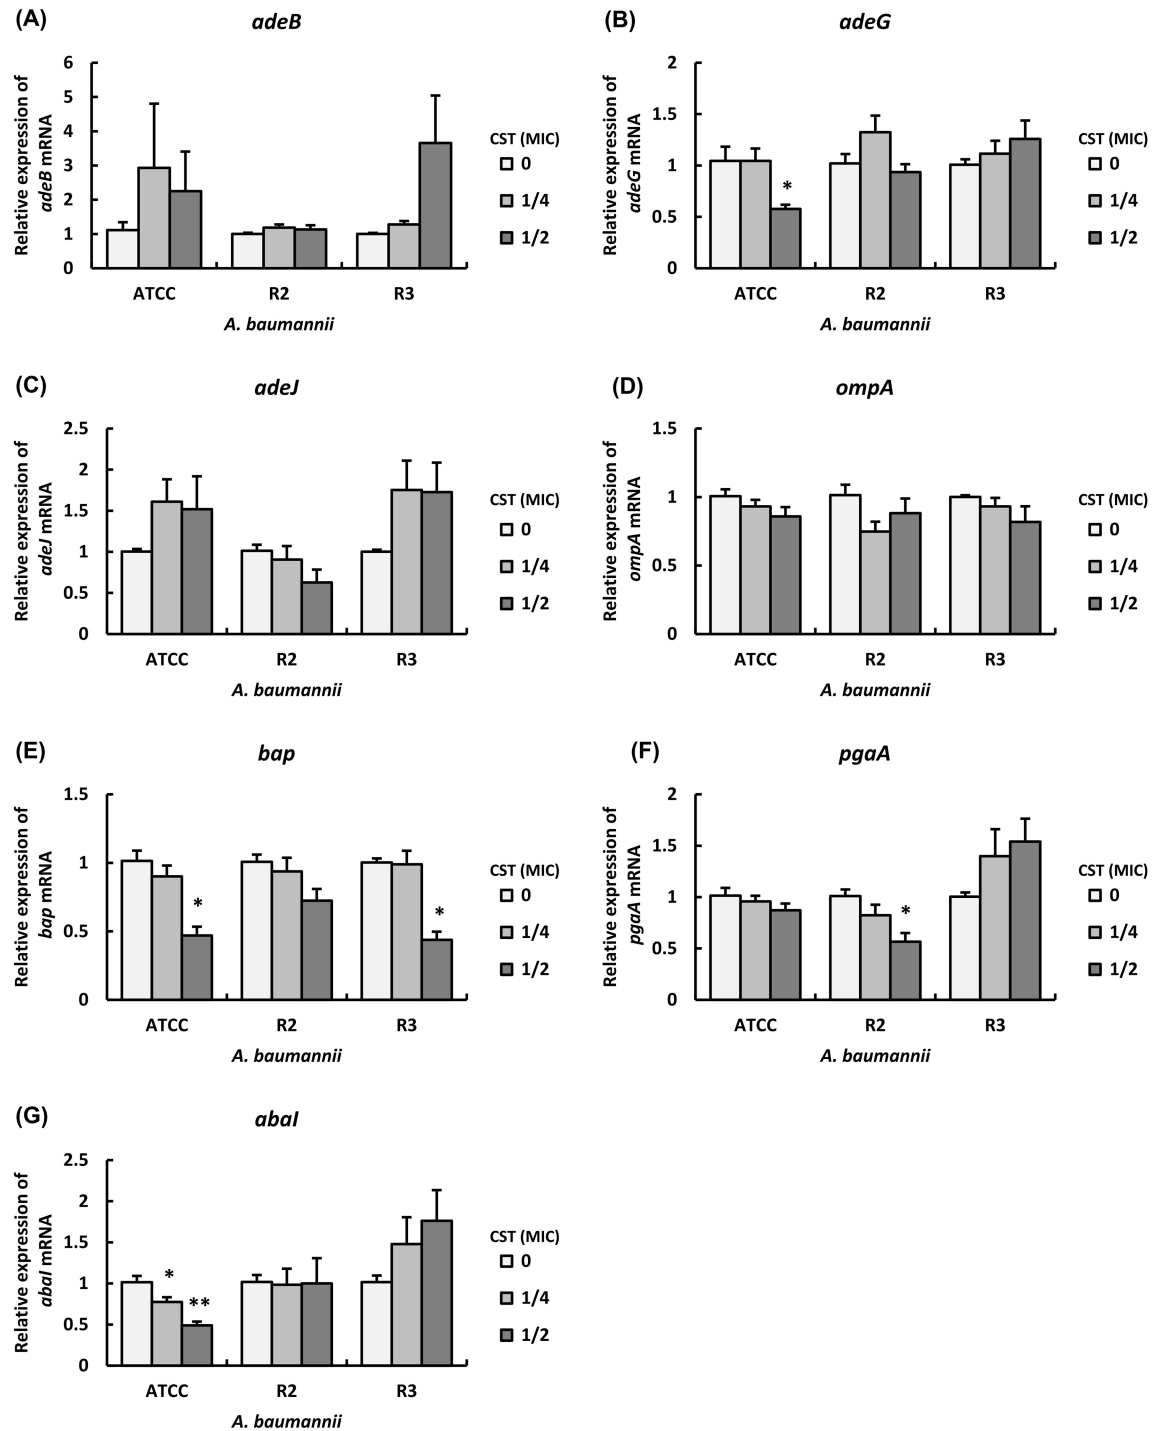 (A)
adeB
Relative expression of
adeB mRNA
6
5
4
3
2
1
0
ATCC R2 R3
A. baumannii
CST (MIC)
0
1/4
1/2
(B)
adeG
Relative expression of
adeG mRNA
2
1.5
1
0.5
0
*
ATCC R2 R3
A. baumannii
CST (MIC)
0
1/4
1/2
(C)
adeJ
Relative expression of
adeJ mRNA
2.5
2
1.5
1
0.5
0
ATCC R2 R3
A. baumannii
CST (MIC)
0
1/4
1/2
(D)
ompA
Relative expression of
ompA mRNA
1.5
1
0.5
0
ATCC R2 R3
A. baumannii
CST (MIC)
0
1/4
1/2
(E)
bap
Relative expression of
bap mRNA
1.5
1
0.5
0
* *
ATCC R2 R3
A. baumannii
CST (MIC)
0
1/4
1/2
(F)
pgaA
Relative expression of
pgaA mRNA
2
1.5
1
0.5
0
*
ATCC R2 R3
A. baumannii
CST (MIC)
0
1/4
1/2
(G)
abaI
Relative expression of
abaI mRNA
2.5
2
1.5
1
0.5
0
* **
ATCC R2 R3
A. baumannii
CST (MIC)
0
1/4
1/2